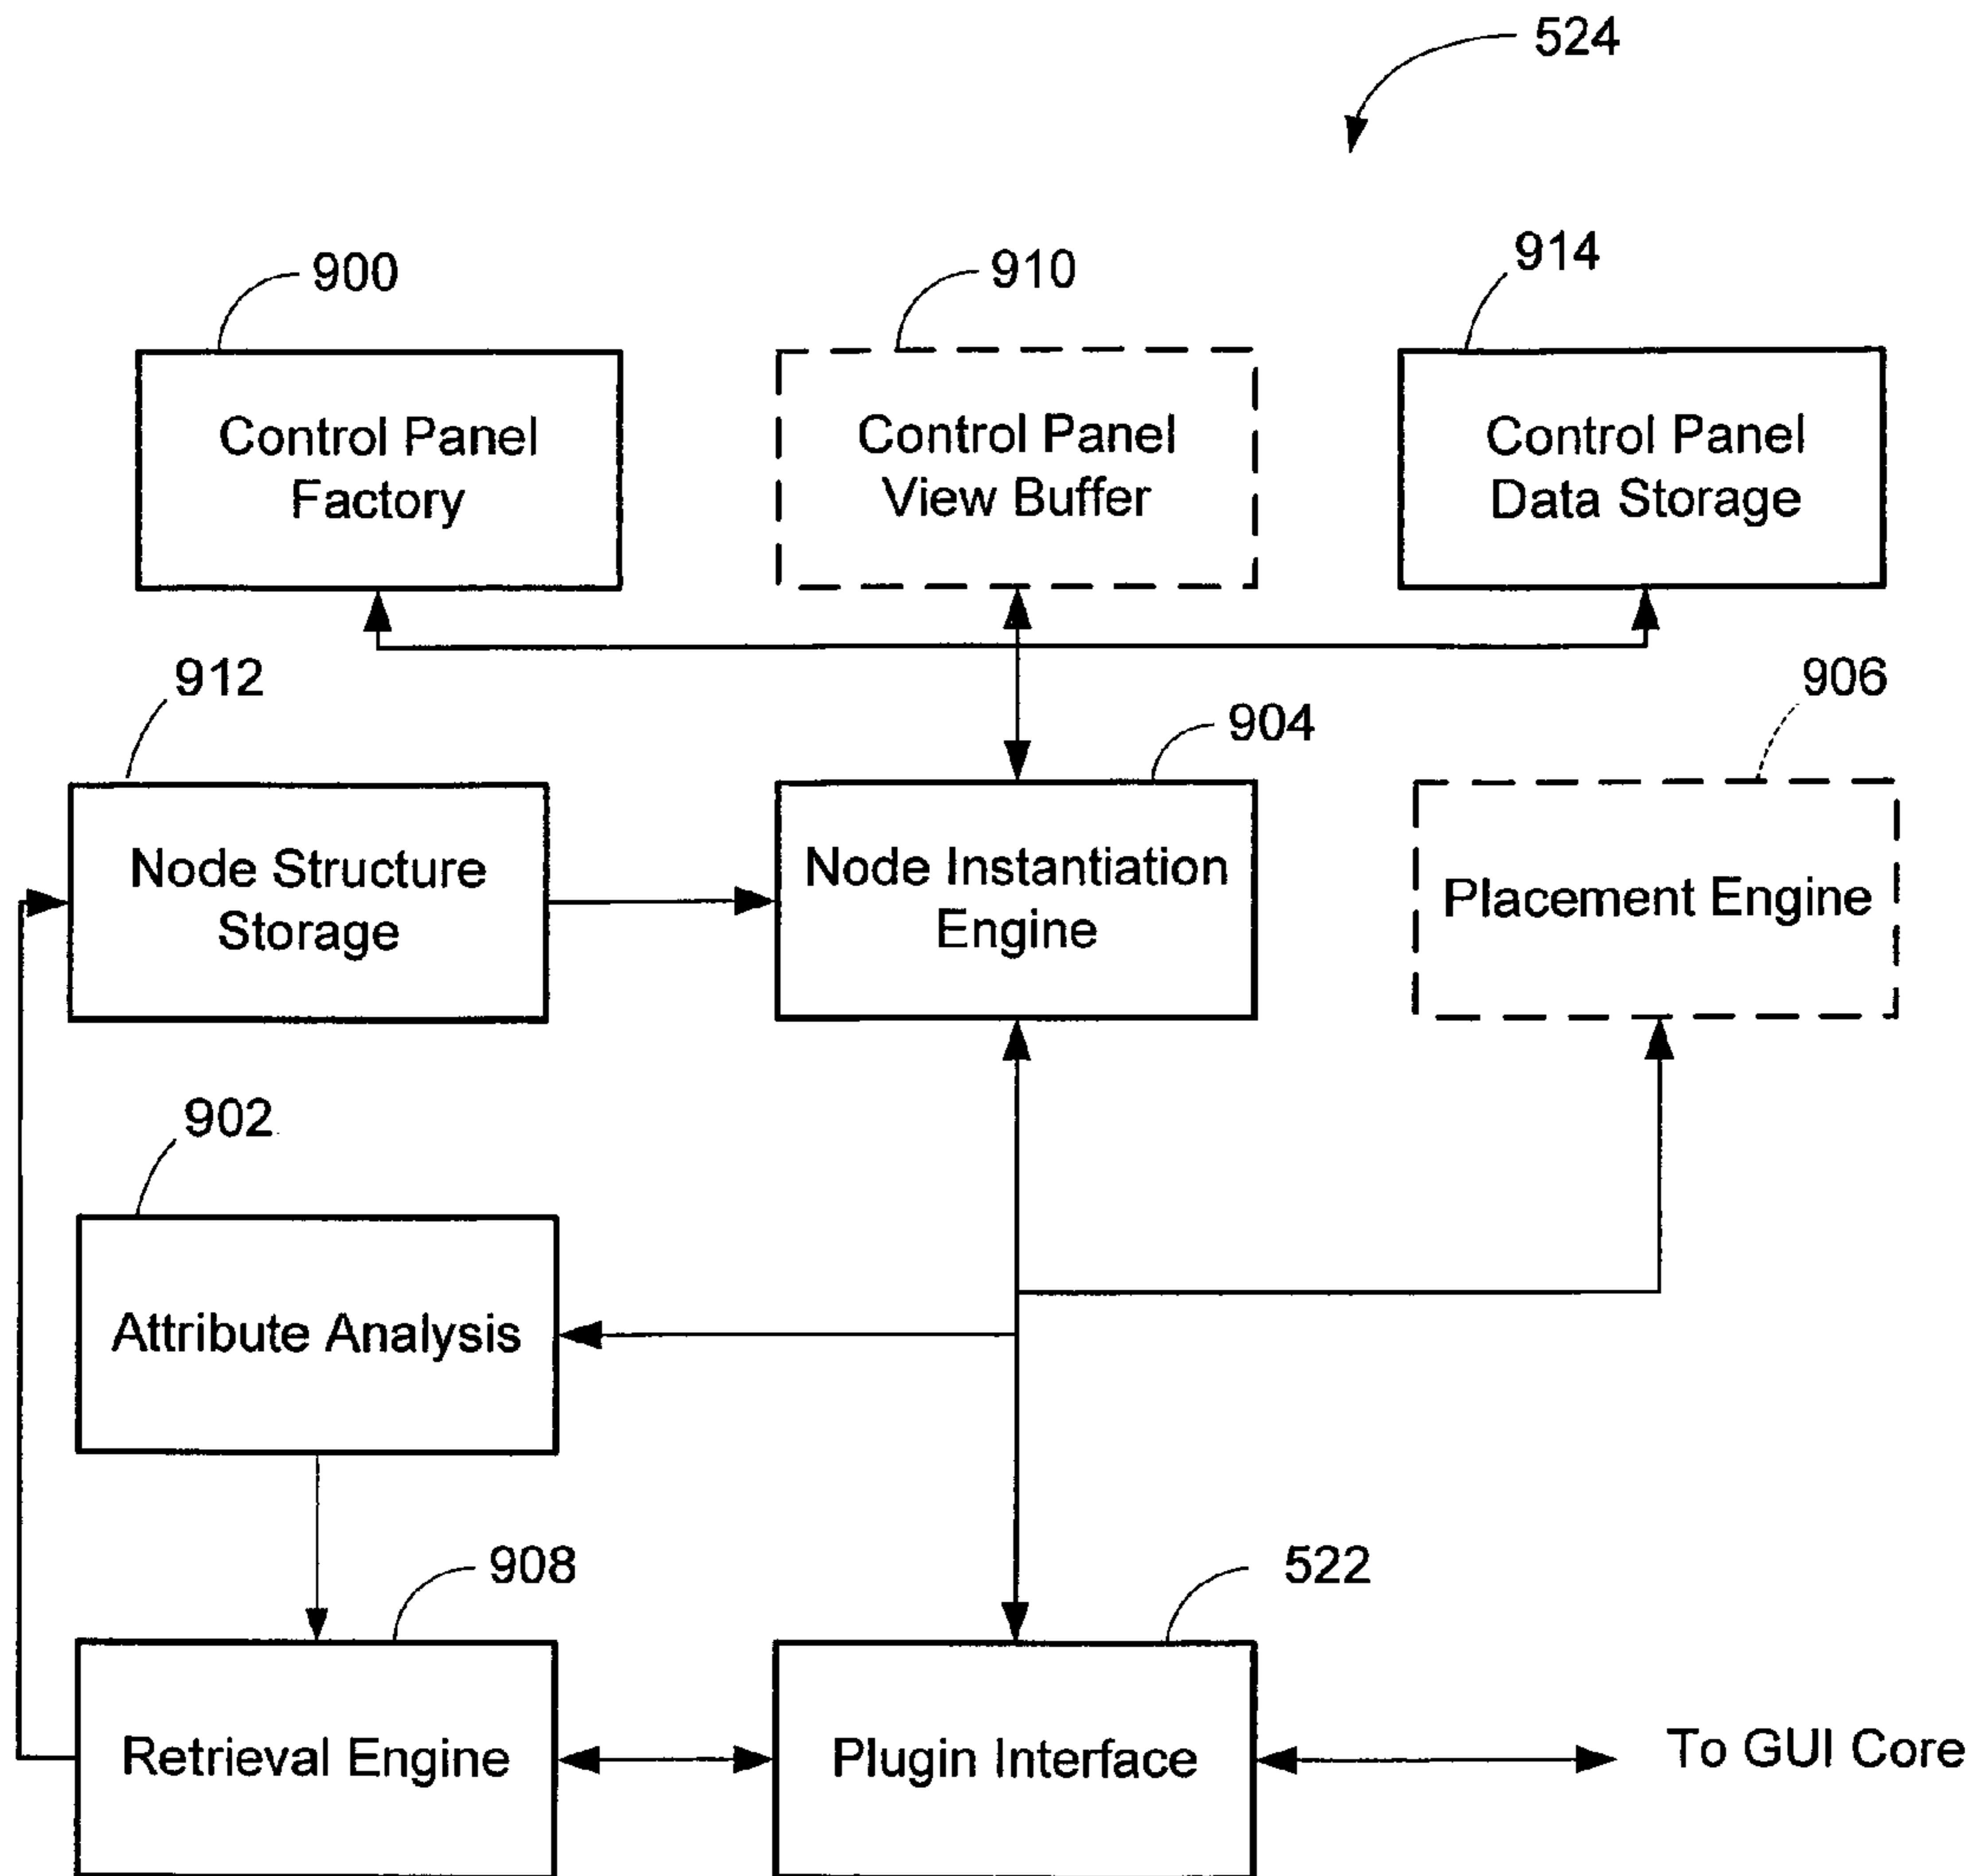 524
900
910
914
Control Panel
Factory
Control Panel
View Buffer
Control Panel
Data Storage
912
904
906
Node Structure
Storage
Node Instantiation
Engine
Placement Engine
902
Attribute Analysis
908
522
Retrieval Engine
Plugin Interface
To GUI Core